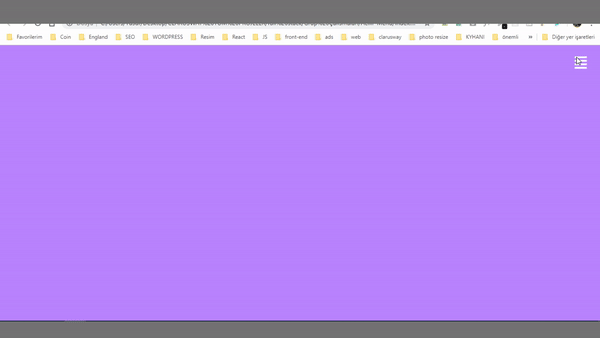 Favorilerim Coin England SEO WORDPRESS Resim React JS front-end ads web clarusway photo resize KYHANI önemli » Diğer yer işaretleri